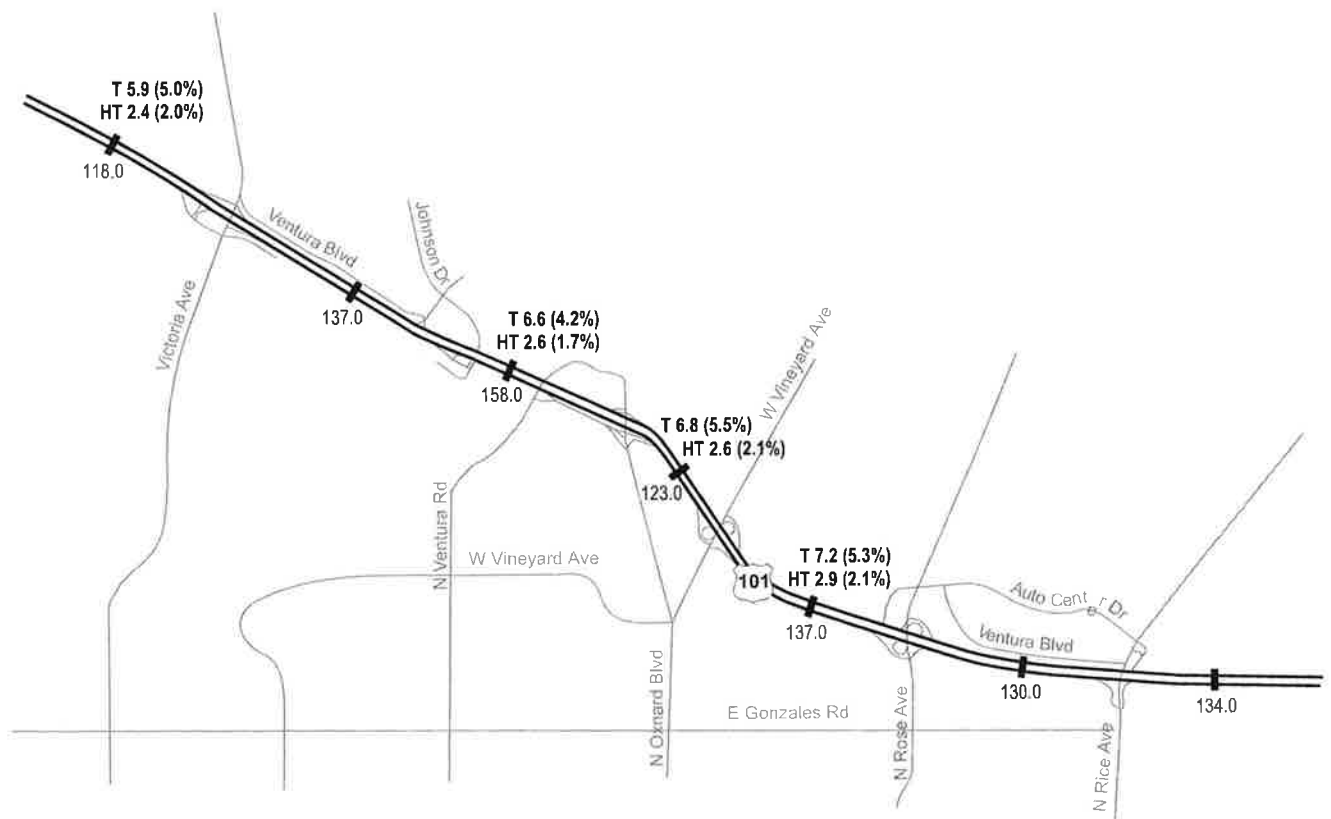 T 5.9 (5.0%)
HT 2.4 (2.0%)
118.0
Ventura Blvd
Johnson Dr
Victoria Ave
137.0
T 6.6 (4.2%)
HT 2.6 (1.7%)
158.0
W Vineyard Ave
T 6.8 (5.5%)
HT 2.6 (2.1%)
123.0
N Ventura Rd
W Vineyard Ave
101
T 7.2 (5.3%)
HT 2.9 (2.1%)
137.0
Auto Center Dr
Ventura Blvd
130.0
134.0
N Oxnard Blvd
E Gonzales Rd
N Rose Ave
N Rice Ave